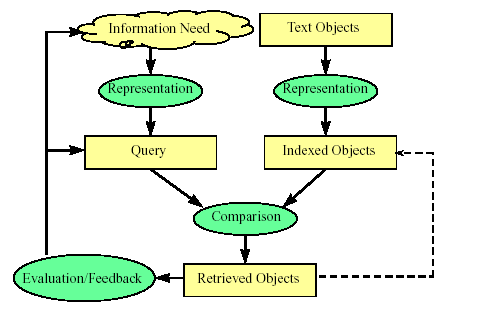 Information Need
Text Objects
Representation
Representation
Query
Indexed Objects
Comparison
Evaluation/Feedback
Retrieved Objects